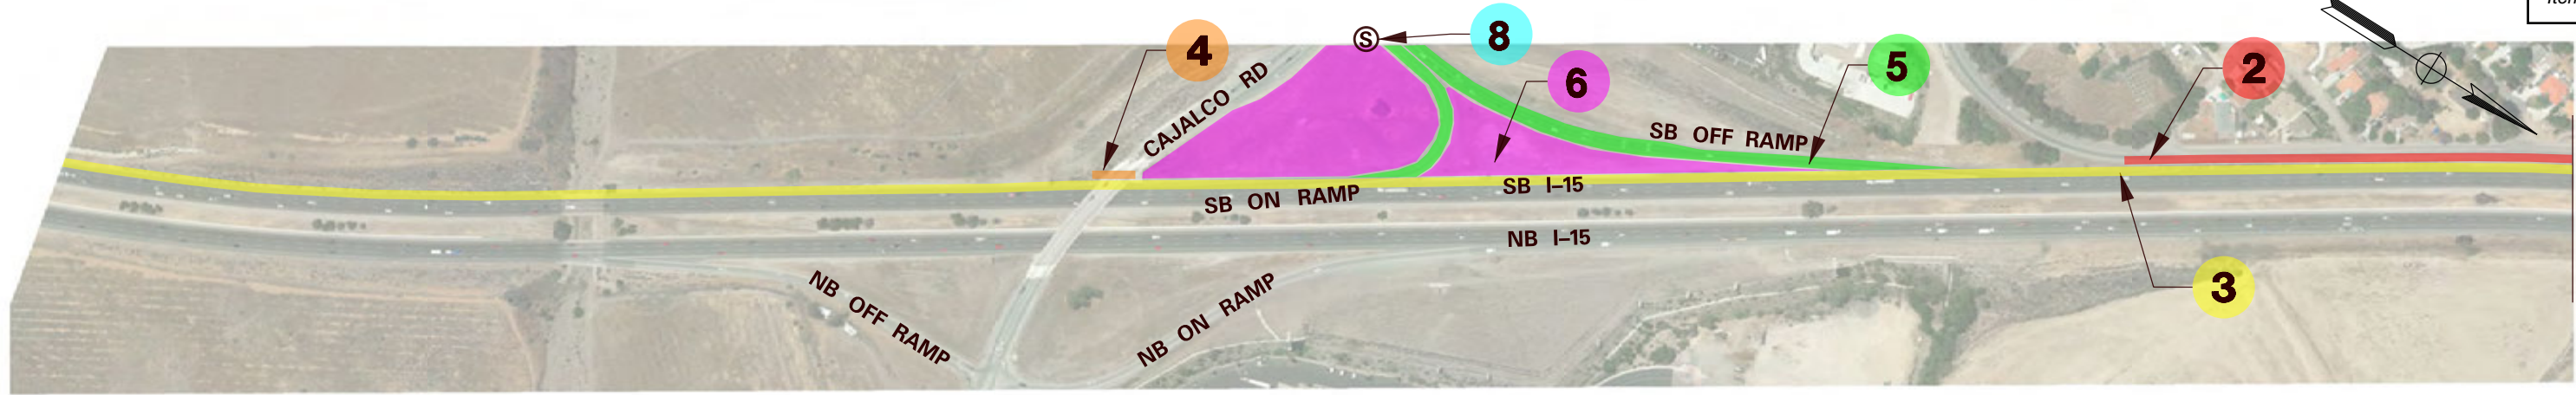 8
S
4
6
5
2
CAJALCO RD
SB OFF RAMP
SB ON RAMP
SB I-15
NB I-15
3
NB OFF RAMP
NB ON RAMP